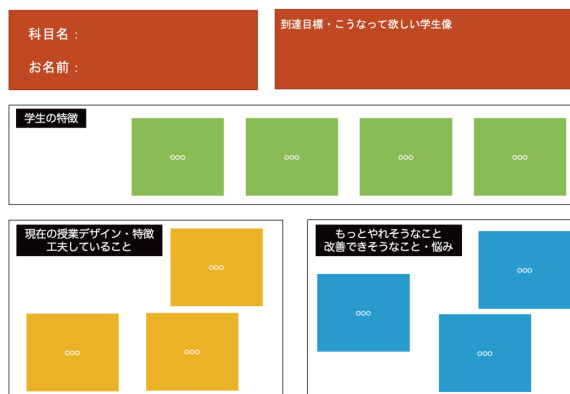 科目名：
お名前：
到達目標・こうなって欲しい学生像
学生の特徴
○○○
○○○
○○○
○○○
現在の授業デザイン・特徴
工夫していること
○○○
○○○
○○○
もっとやれそうなこと
改善できそうなこと・悩み
○○○
○○○
○○○